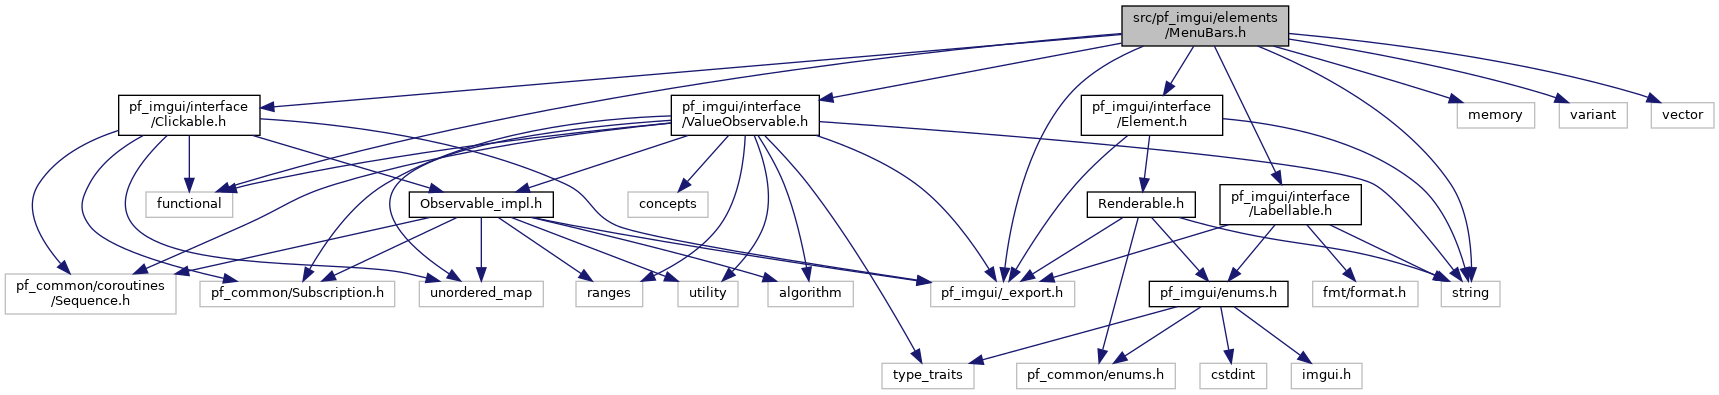 src/pf_imgui/elements
/MenuBars.h
pf_imgui/interface
/Clickable.h
pf_imgui/interface
/ValueObservable.h
pf_imgui/interface
/Element.h
memory
variant
vector
functional
Observable_impl.h
concepts
Renderable.h
pf_imgui/interface
/Labellable.h
pf_common/coroutines
/Sequence.h
pf_common/Subscription.h
unordered_map
ranges
utility
algorithm
pf_imgui/_export.h
pf_imgui/enums.h
fmt/format.h
string
type_traits
pf_common/enums.h
cstdint
imgui.h